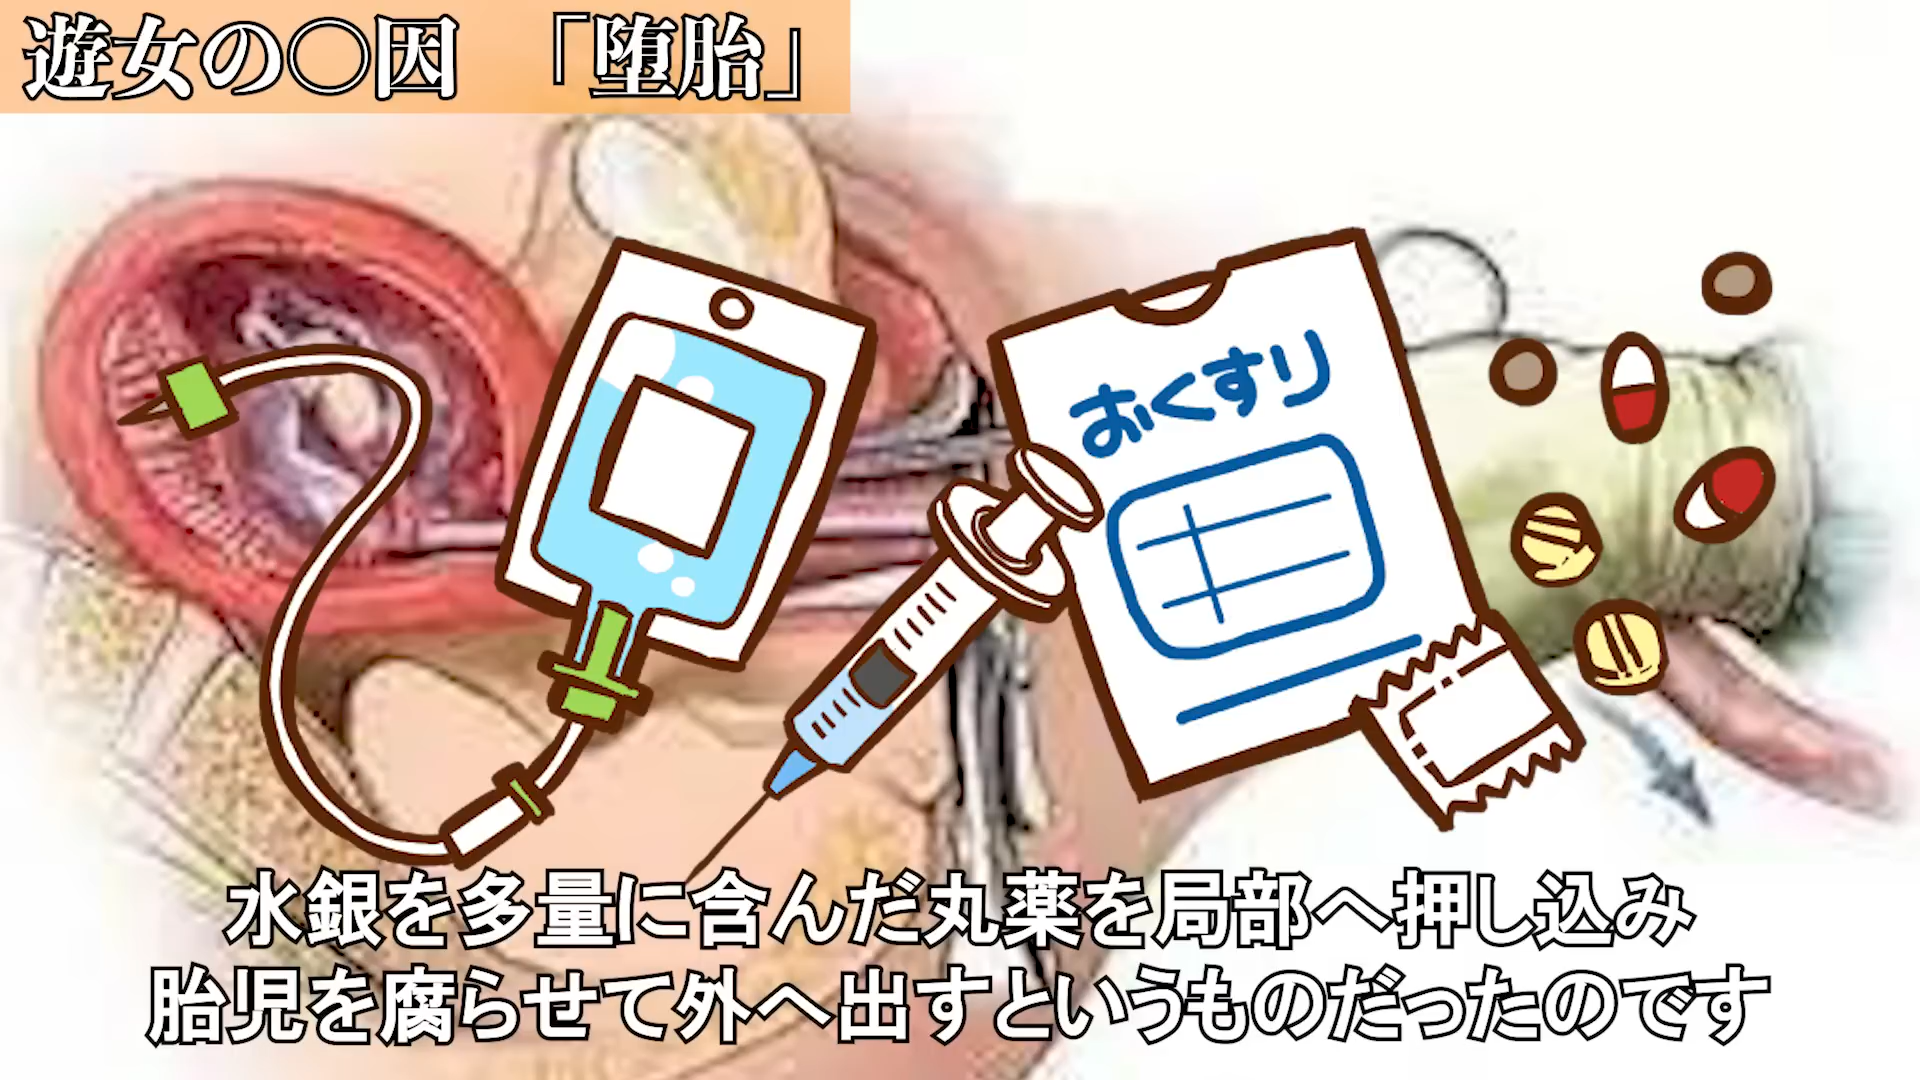 遊女の〇因　「堕胎」
おくすり
水銀を多量に含んだ丸薬を局部へ押し込み
胎児を腐らせて外へ出すというものだったのです